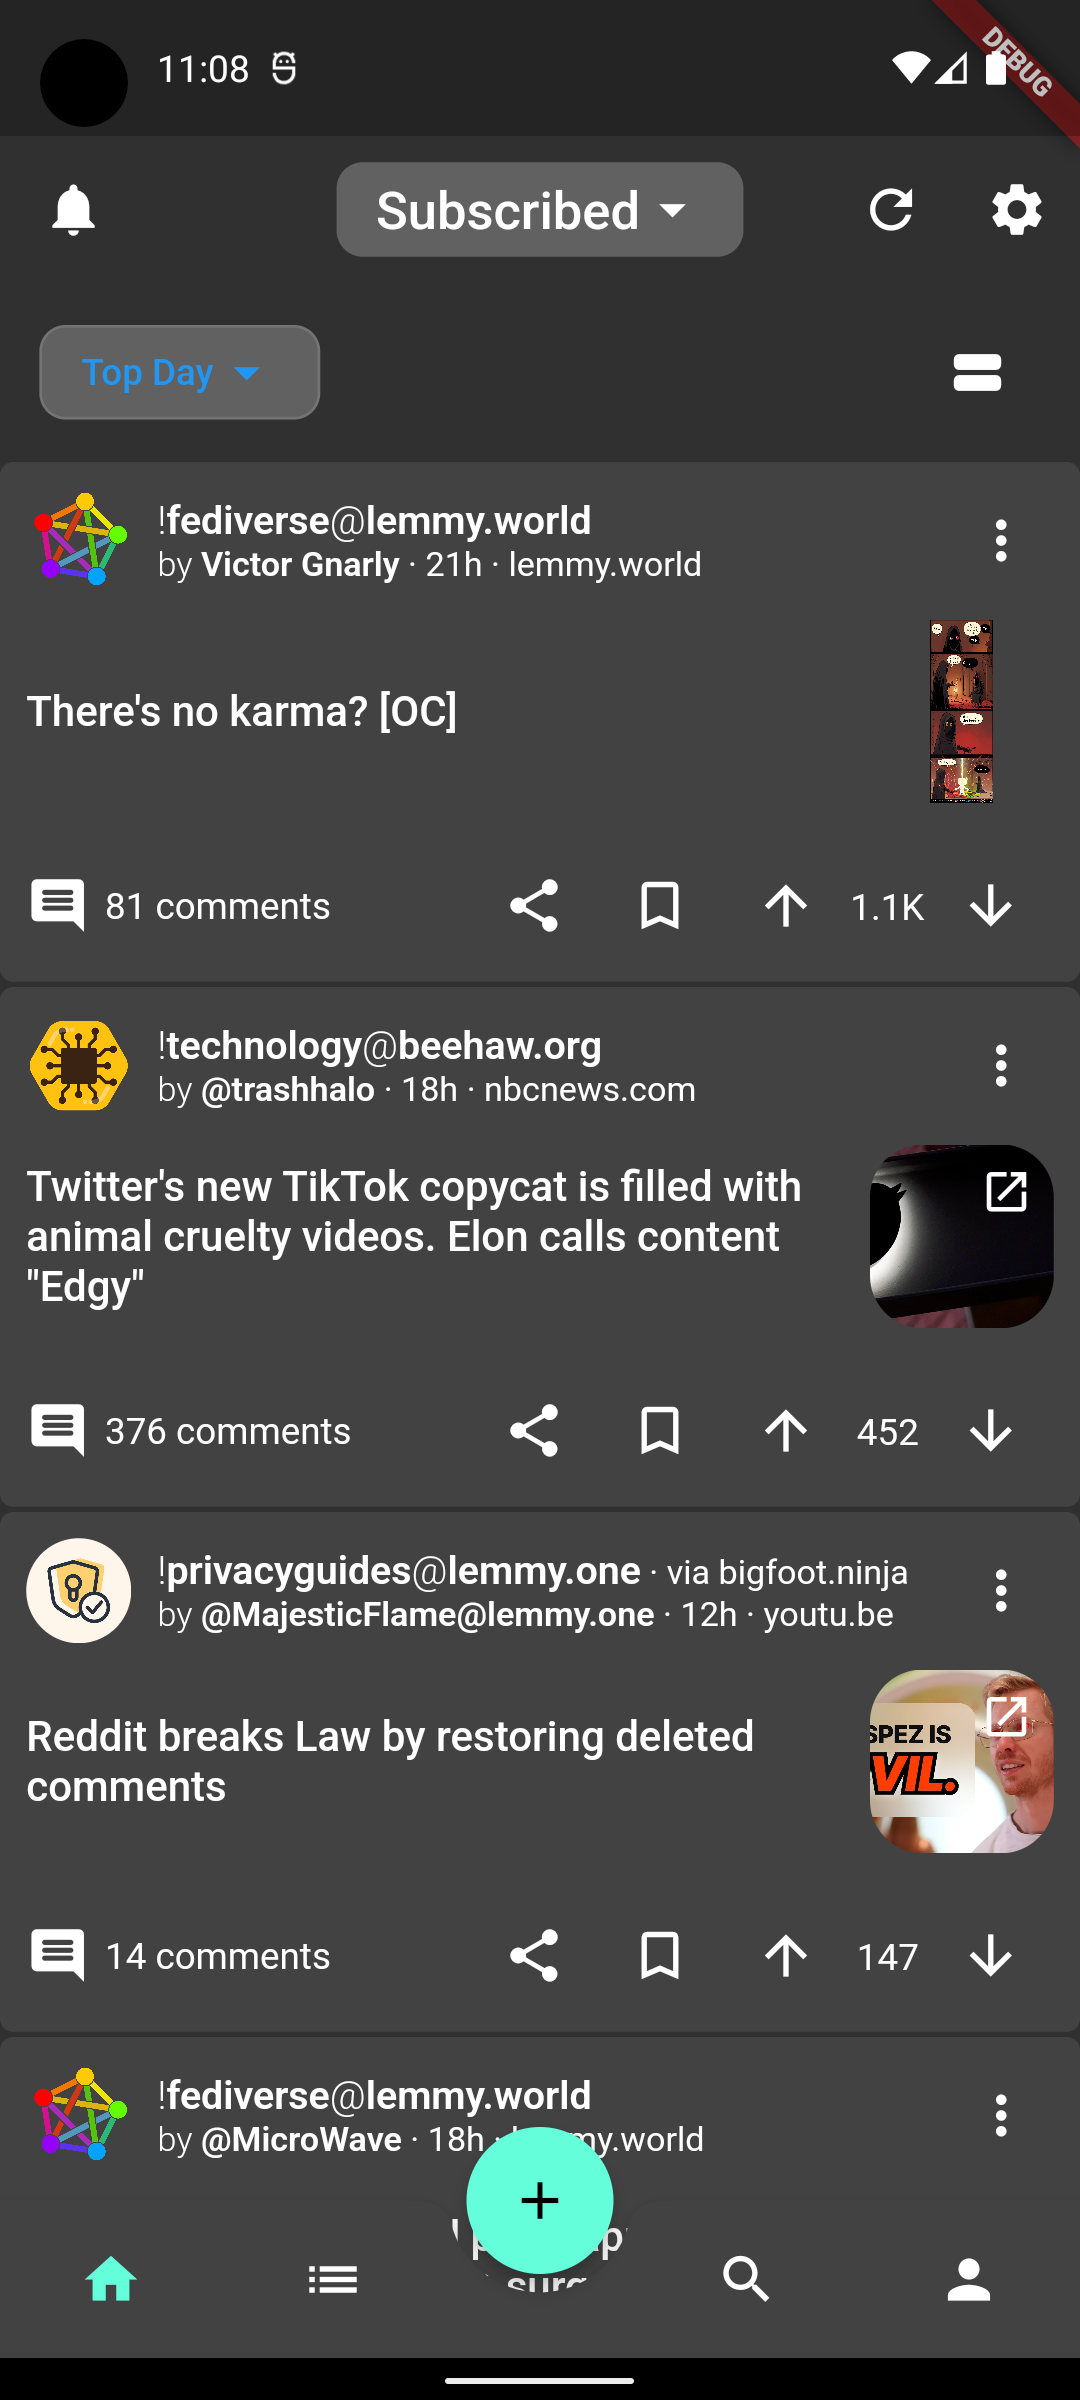 11:08
DEBUG
Subscribed
Top Day
!fediverse@lemmy.world
by Victor Gnarly · 21h · lemmy.world
There's no karma? [OC]
81 comments
1.1K
!technology@beehaw.org
by @trashhalo · 18h · nbcnews.com
Twitter's new TikTok copycat is filled with
animal cruelty videos. Elon calls content
"Edgy"
376 comments
452
!privacyguides@lemmy.one · via bigfoot.ninja
by @MajesticFlame@lemmy.one · 12h · youtu.be
Reddit breaks Law by restoring deleted
comments
SPEZ IS
VIL.
14 comments
147
!fediverse@lemmy.world
by @MicroWave · 18h · my.world
surg